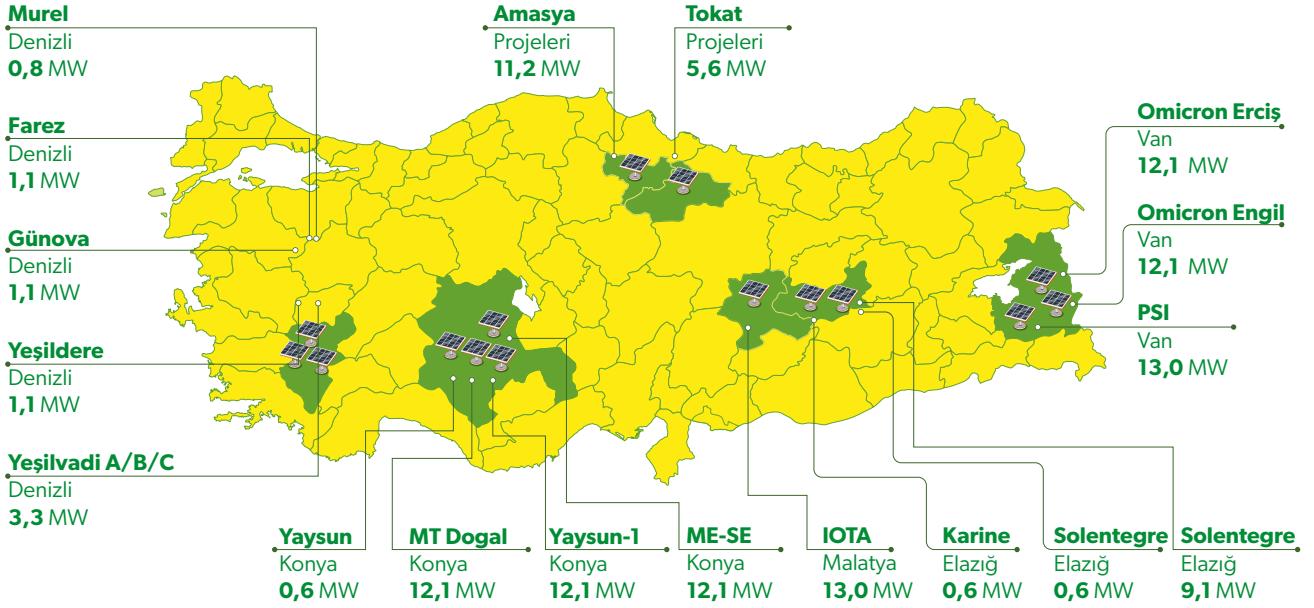 Murel
Denizli
0,8 MW
Amasya
Projeleri
11,2 MW
Tokat
Projeleri
5,6 MW
Farez
Denizli
1,1 MW
Günova
Denizli
1,1 MW
Yeşildere
Denizli
1,1 MW
Yeşilvadi A/B/C
Denizli
3,3 MW
Omicron Erciş
Van
12,1 MW
Omicron Engil
Van
12,1 MW
PSI
Van
13,0 MW
Yaysun
Konya
0,6 MW
MT Dogal
Konya
12,1 MW
Yaysun-1
Konya
12,1 MW
ME-SE
Konya
12,1 MW
IOTA
Malatya
13,0 MW
Karine
Elazığ
0,6 MW
Solentegre
Elazığ
0,6 MW
Solentegre
Elazığ
9,1 MW